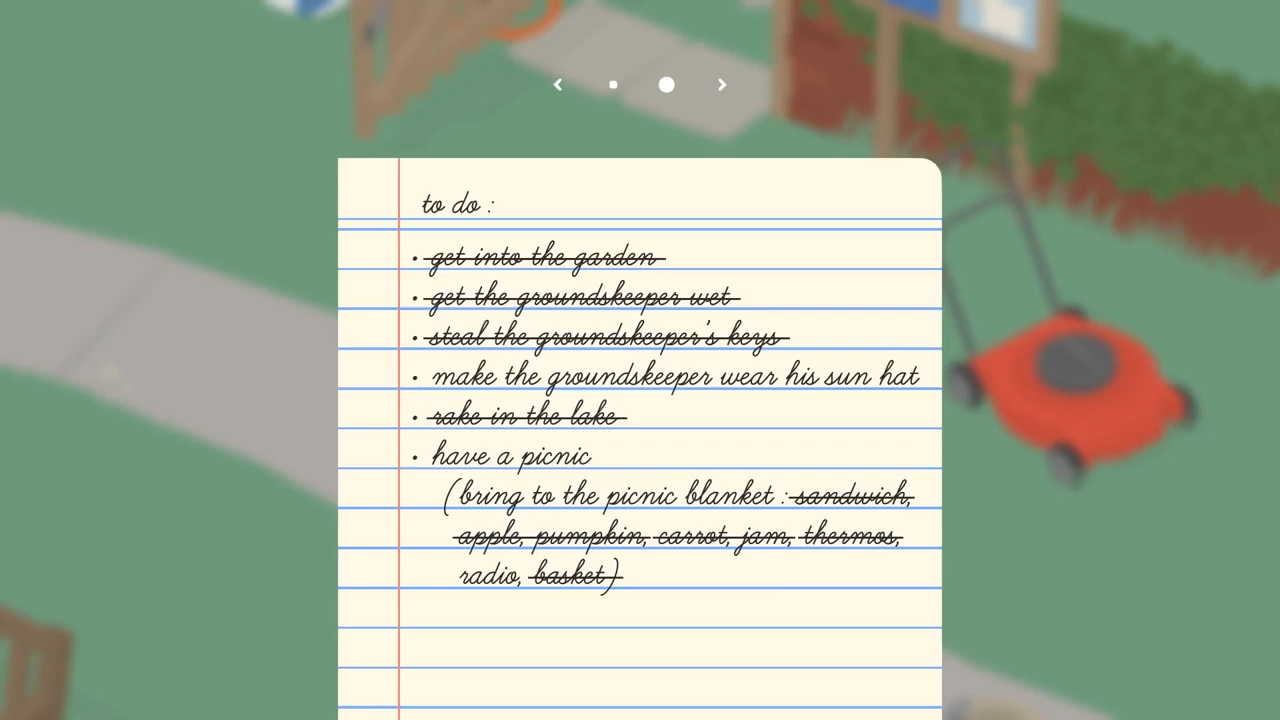 to do :
• get into the garden
• get the groundskeeper wet
• steal the groundskeeper's keys
• make the groundskeeper wear his sun hat
• rake in the lake
• have a picnic
(bring to the picnic blanket : sandwich,
apple, pumpkin, carrot, jam, thermos,
radio, basket)